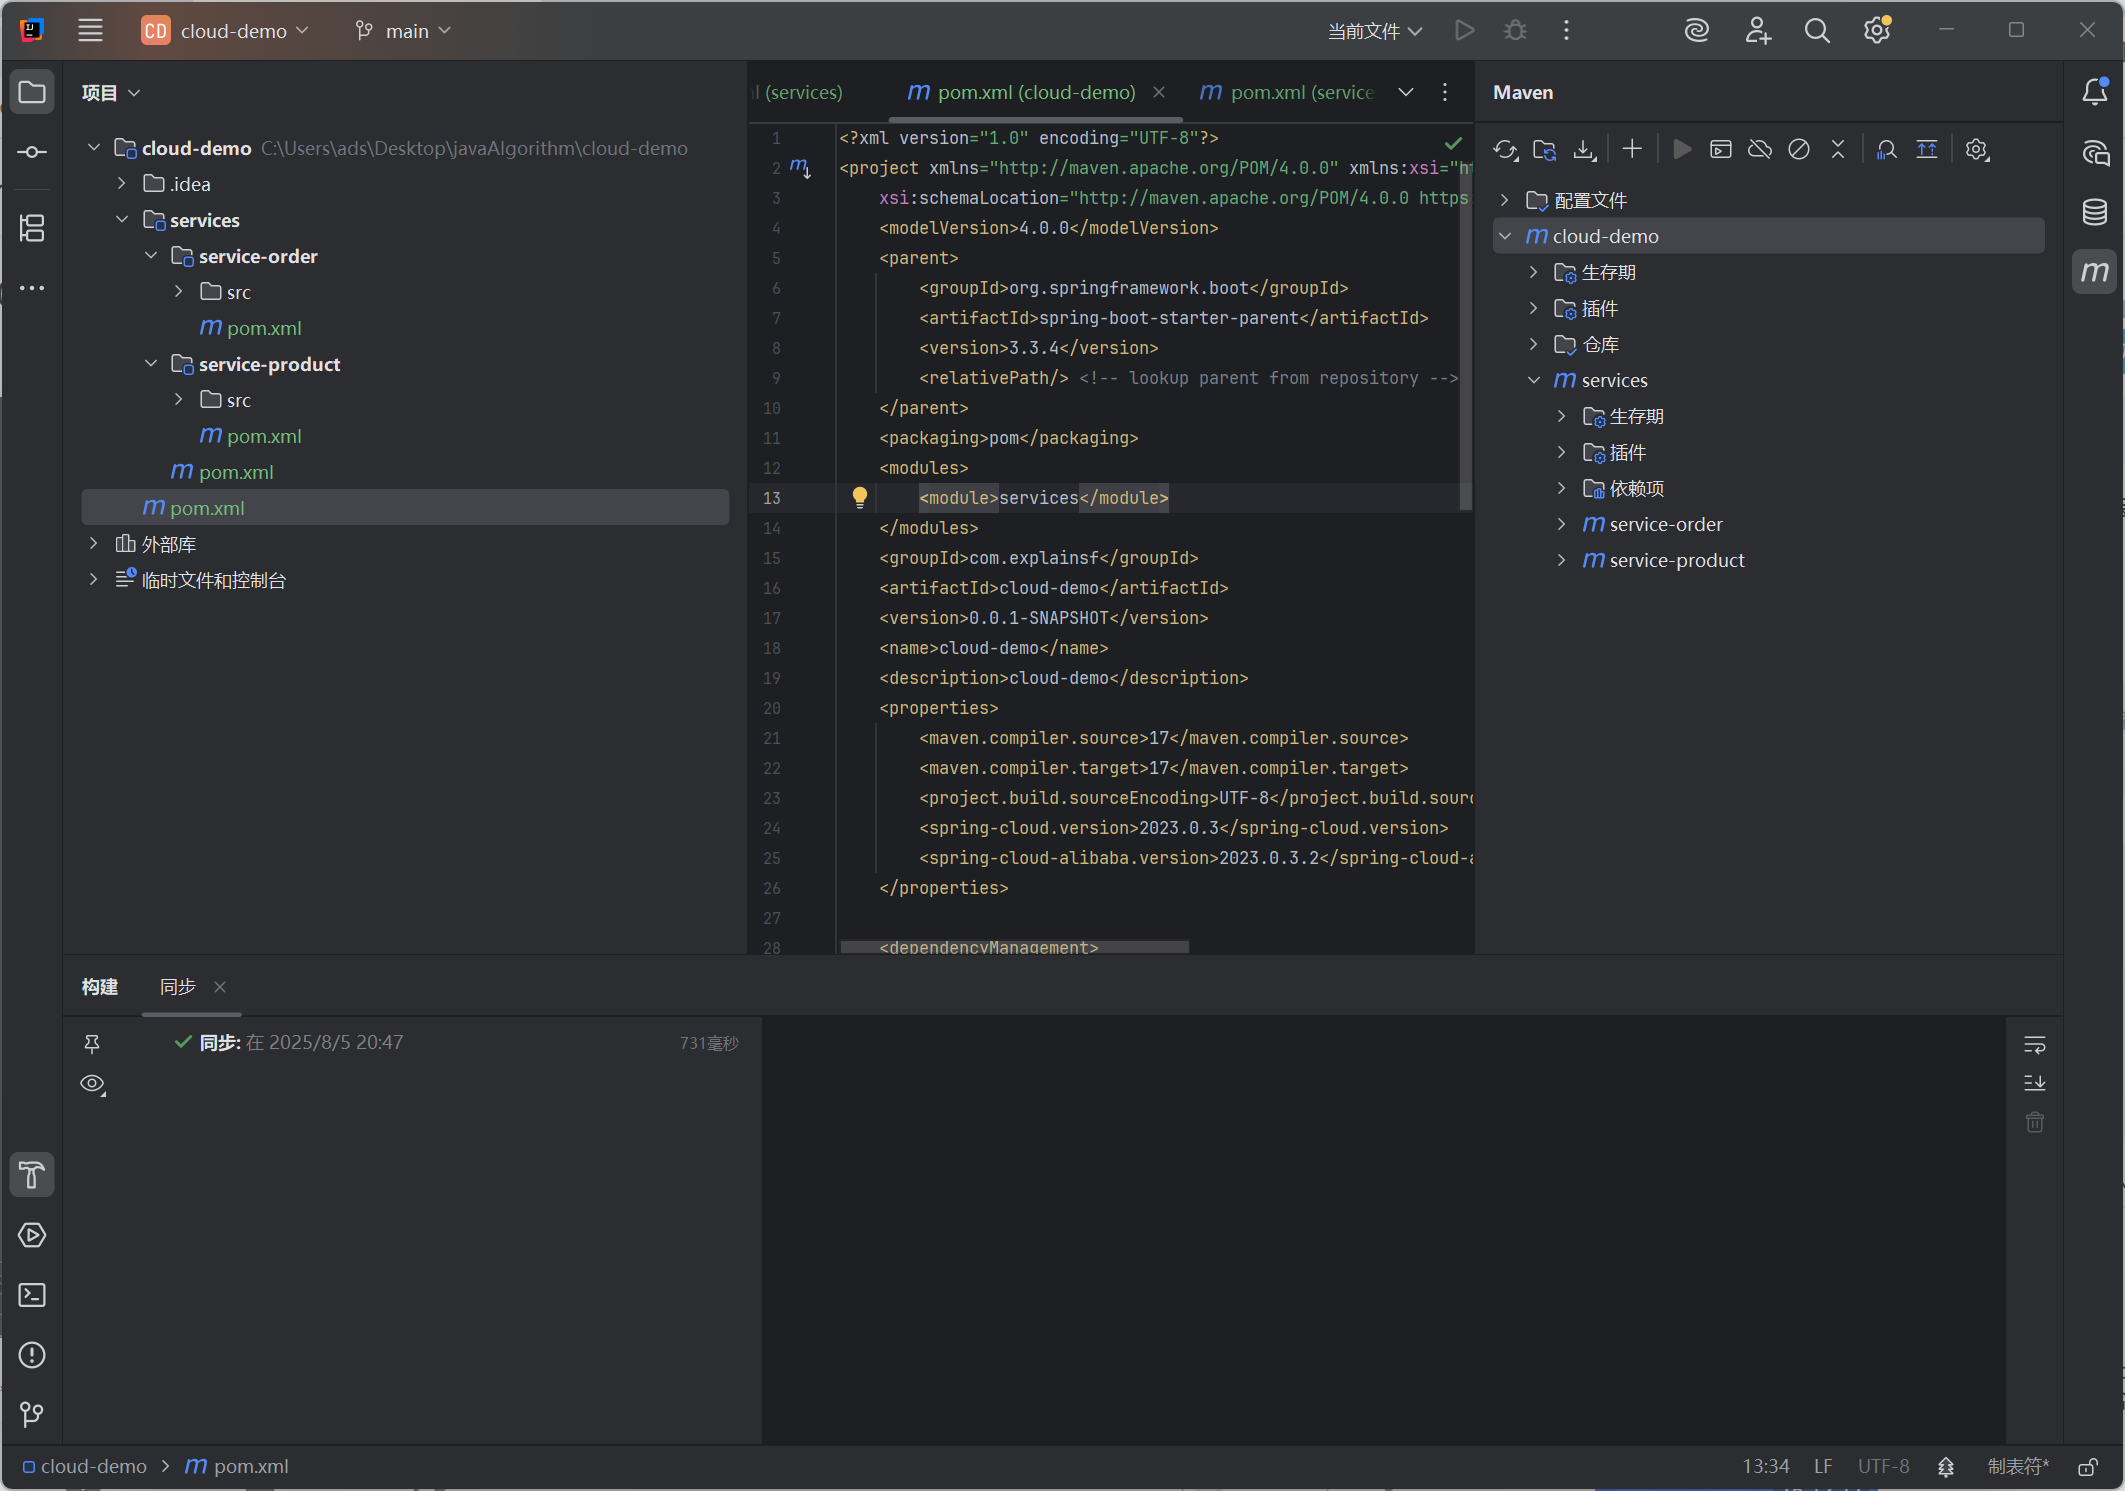 CD cloud-demo
main
当前文件
项目
cloud-demo C:\Users\ads\Desktop\javaAlgorithm\cloud-demo
.idea
services
service-order
src
pom.xml
service-product
src
pom.xml
pom.xml
pom.xml
外部库
临时文件和控制台
(services)
pom.xml (cloud-demo)
pom.xml (service
1 <?xml version="1.0" encoding="UTF-8"?>
2 <project xmlns="http://maven.apache.org/POM/4.0.0" xmlns:xsi="ht
3 xsi:schemaLocation="http://maven.apache.org/POM/4.0.0 https
4 <modelVersion>4.0.0</modelVersion>
5 <parent>
6 <groupId>org.springframework.boot</groupId>
7 <artifactId>spring-boot-starter-parent</artifactId>
8 <version>3.3.4</version>
9 <relativePath/> <!-- lookup parent from repository -->
10 </parent>
11 <packaging>pom</packaging>
12 <modules>
13 <module>services</module>
14 </modules>
15 <groupId>com.explainsf</groupId>
16 <artifactId>cloud-demo</artifactId>
17 <version>0.0.1-SNAPSHOT</version>
18 <name>cloud-demo</name>
19 <description>cloud-demo</description>
20 <properties>
21 <maven.compiler.source>17</maven.compiler.source>
22 <maven.compiler.target>17</maven.compiler.target>
23 <project.build.sourceEncoding>UTF-8</project.build.sour
24 <spring-cloud.version>2023.0.3</spring-cloud.version>
25 <spring-cloud-alibaba.version>2023.0.3.2</spring-cloud-a
26 </properties>
27
28 <dependencyManagement>
Maven
配置文件
cloud-demo
生存期
插件
仓库
services
生存期
插件
依赖项
service-order
service-product
构建
同步
同步: 在 2025/8/5 20:47
731毫秒
cloud-demo
pom.xml
13:34
LF
UTF-8
制表符*